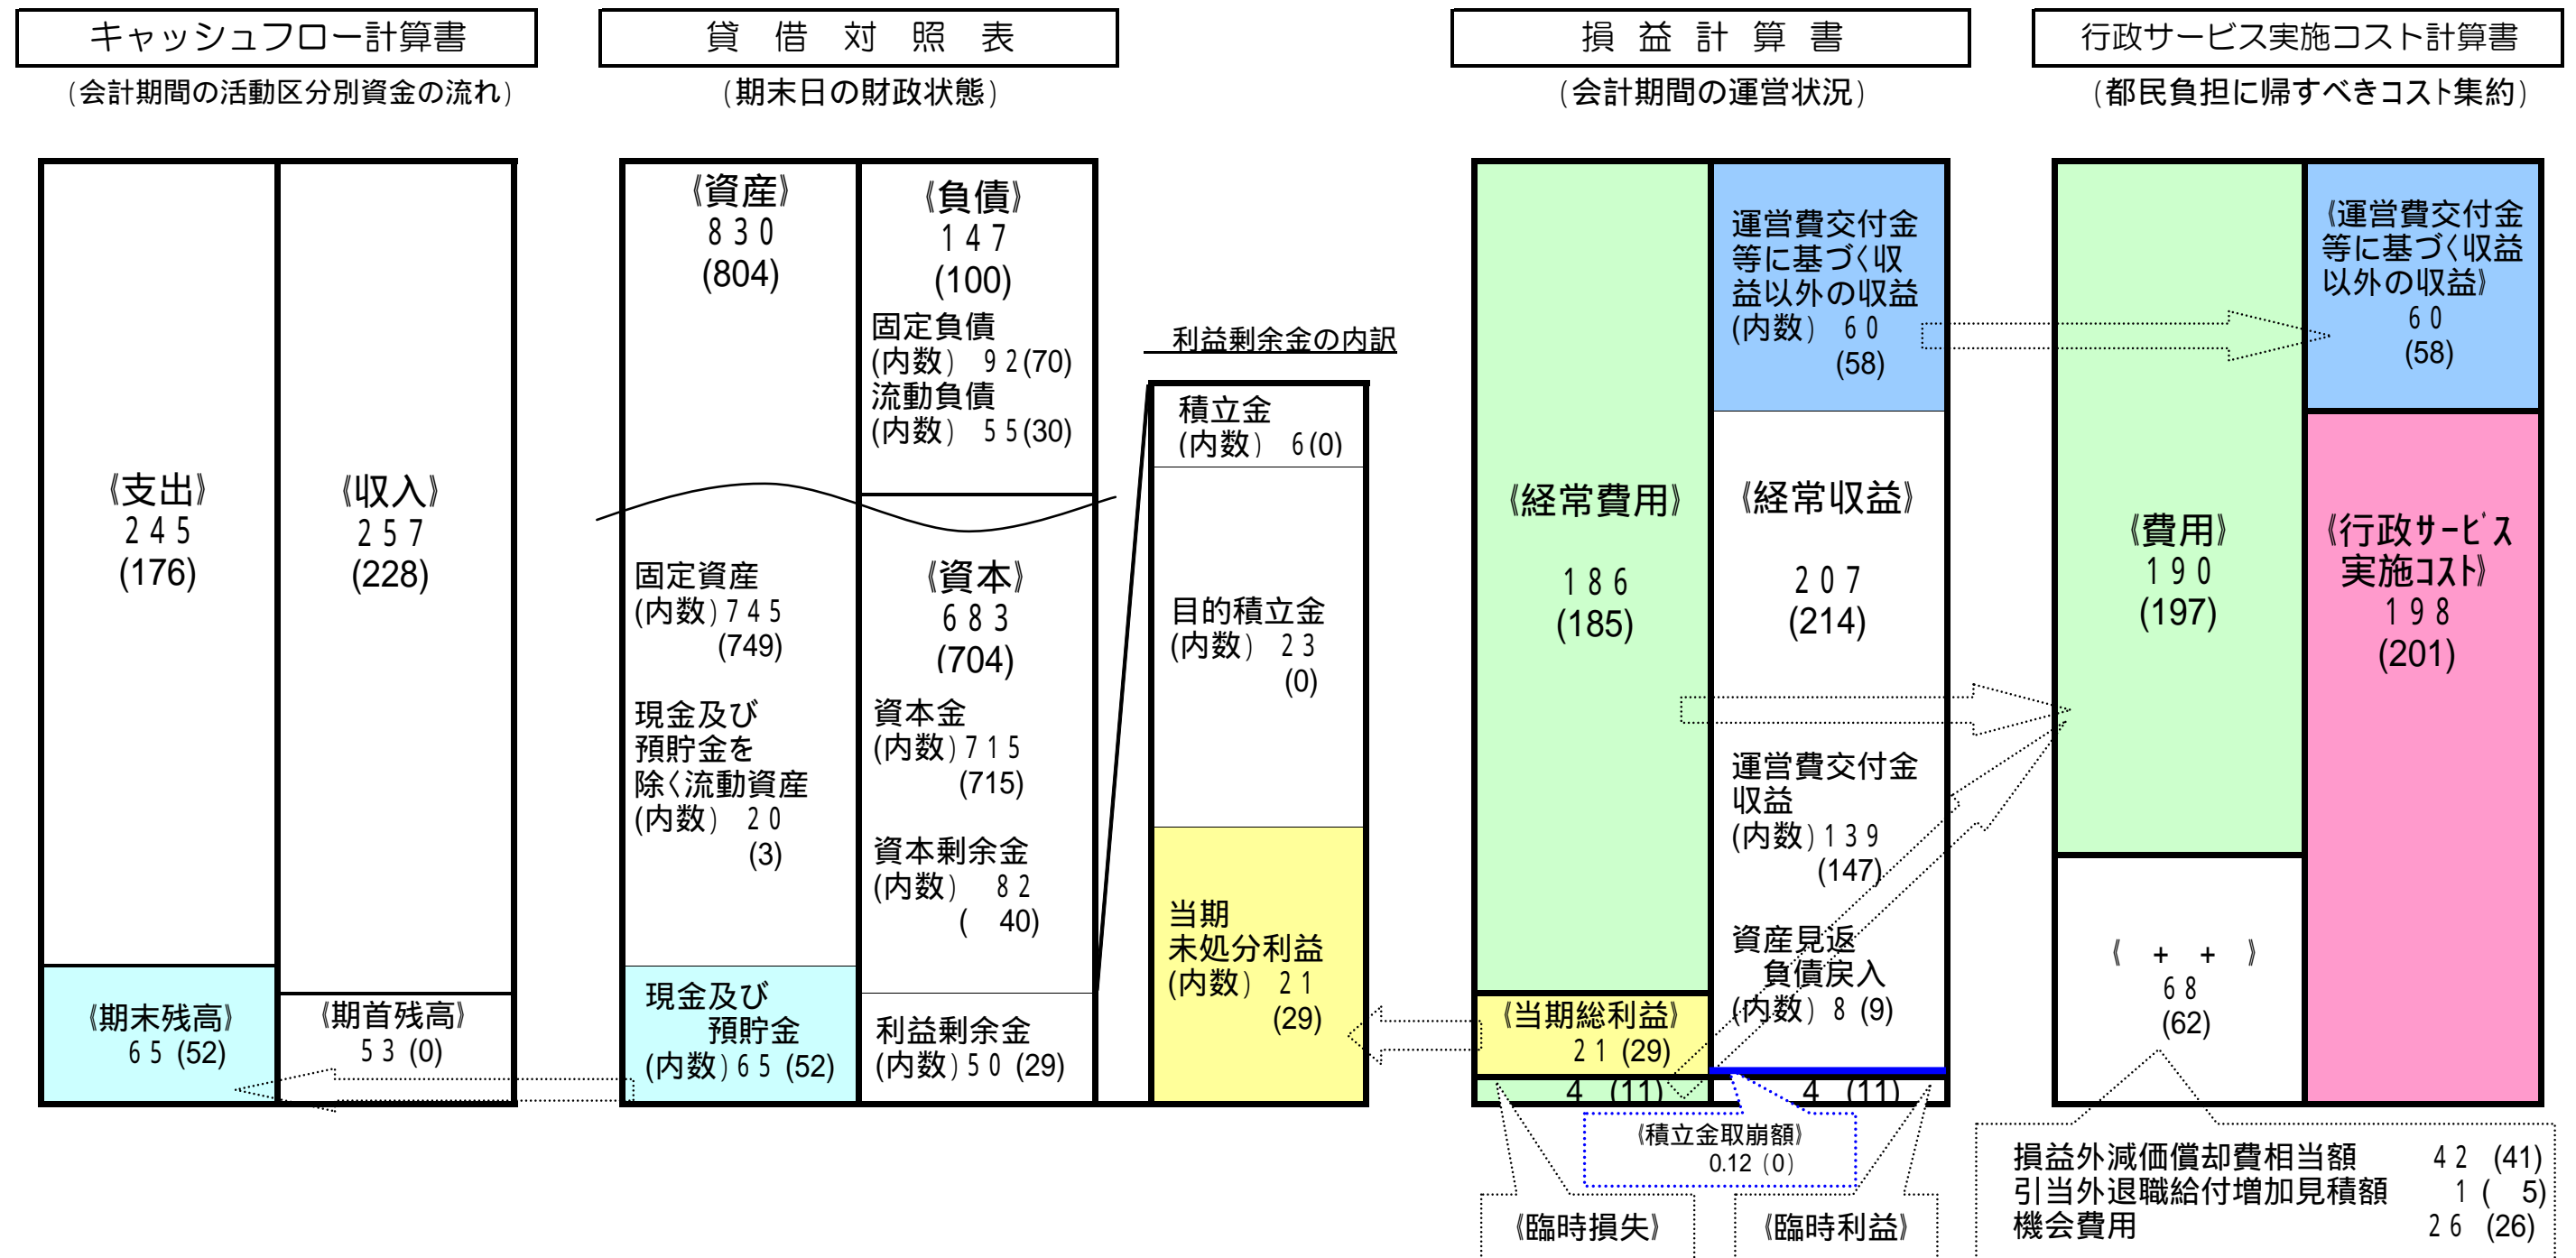 キャッシュフロー計算書
(会計期間の活動区分別資金の流れ)
《支出》
245
(176)
《収入》
257
(228)
《期末残高》
65 (52)
《期首残高》
53 (0)
貸借対照表
(期末日の財政状態)
《資産》
830
(804)
固定資産
(内数)745
(749)
現金及び
預貯金を
除く流動資産
(内数) 20
(3)
現金及び
預貯金
(内数)65 (52)
《負債》
147
(100)
固定負債
(内数) 92(70)
流動負債
(内数) 55(30)
《資本》
683
(704)
資本金
(内数)715
(715)
資本剰余金
(内数) 82
( 40)
利益剰余金
(内数)50 (29)
利益剰余金の内訳
積立金
(内数) 6(0)
目的積立金
(内数) 23
(0)
当期
未処分利益
(内数) 21
(29)
損益計算書
(会計期間の運営状況)
《経常費用》
186
(185)
《当期総利益》
21 (29)
4 (11)
運営費交付金
等に基づく収
益以外の収益
(内数) 60
(58)
《経常収益》
207
(214)
運営費交付金
収益
(内数)139
(147)
資産見返
負債戻入
(内数) 8 (9)
4 (11)
《積立金取崩額》
0.12 (0)
《臨時損失》
《臨時利益》
行政サービス実施コスト計算書
(都民負担に帰すべきコスト集約)
《費用》
190
(197)
《 + + 》
68
(62)
《運営費交付金
等に基づく収益
以外の収益》
60
(58)
《行政ｻｰﾋﾞｽ
実施ｺｽﾄ》
198
(201)
損益外減価償却費相当額 42 (41)
引当外退職給付増加見積額 1 ( 5)
機会費用 26 (26)